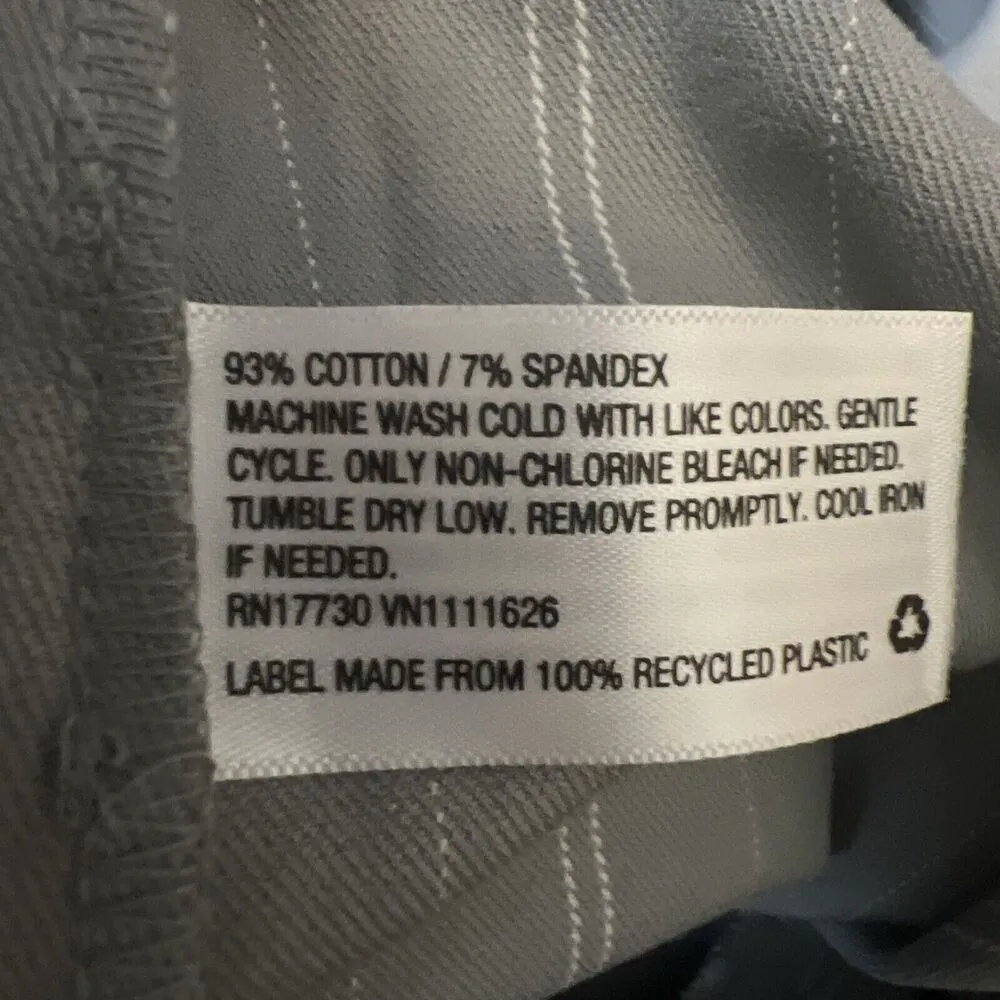 93% COTTON / 7% SPANDEX
MACHINE WASH COLD WITH LIKE COLORS. GENTLE
CYCLE. ONLY NON-CHLORINE BLEACH IF NEEDED.
TUMBLE DRY LOW. REMOVE PROMPTLY. COOL IRON
IF NEEDED.
RN17730 VN1111626
LABEL MADE FROM 100% RECYCLED PLASTIC